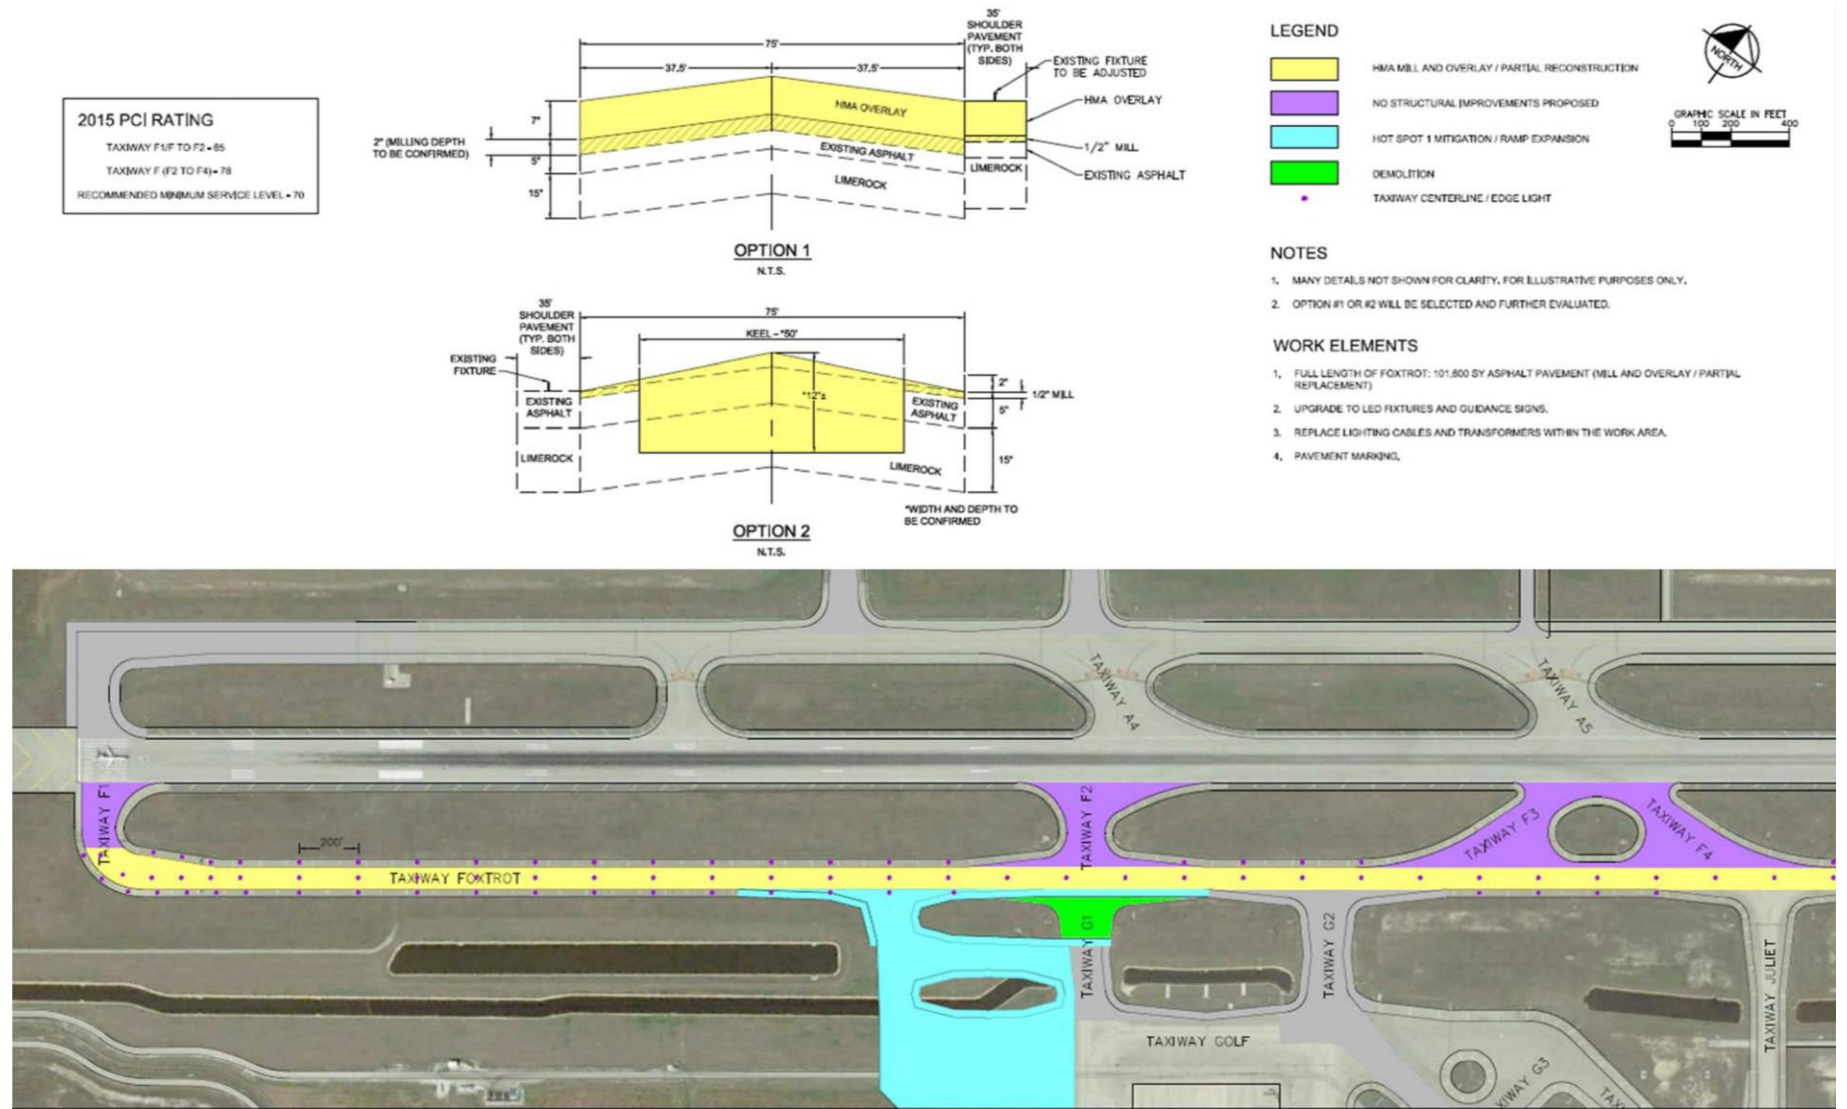 2015 PCI RATING
TAXIWAY F1/F TO F2 = 65
TAXIWAY F (F2 TO F4) = 78
RECOMMENDED MINIMUM SERVICE LEVEL = 70
75'
37.5'
37.5'
35'
SHOULDER
PAVEMENT
(TYP. BOTH
SIDES)
EXISTING FIXTURE
TO BE ADJUSTED
HMA OVERLAY
HMA OVERLAY
7"
2" (MILLING DEPTH
TO BE CONFIRMED)
5"
15"
EXISTING ASPHALT
LIMEROCK
LIMEROCK
1/2" MILL
EXISTING ASPHALT
OPTION 1
N.T.S.
35'
SHOULDER
PAVEMENT
(TYP. BOTH
SIDES)
75'
KEEL - *50'
EXISTING
FIXTURE
*12"±
2"
1/2" MILL
EXISTING
ASPHALT
EXISTING
ASPHALT
5"
LIMEROCK
LIMEROCK
15"
*WIDTH AND DEPTH TO
BE CONFIRMED
OPTION 2
N.T.S.
LEGEND
HMA MILL AND OVERLAY / PARTIAL RECONSTRUCTION
NO STRUCTURAL IMPROVEMENTS PROPOSED
HOT SPOT 1 MITIGATION / RAMP EXPANSION
DEMOLITION
TAXIWAY CENTERLINE / EDGE LIGHT
NORTH
GRAPHIC SCALE IN FEET
0 100 200 400
NOTES
1. MANY DETAILS NOT SHOWN FOR CLARITY, FOR ILLUSTRATIVE PURPOSES ONLY.
2. OPTION #1 OR #2 WILL BE SELECTED AND FURTHER EVALUATED.
WORK ELEMENTS
1. FULL LENGTH OF FOXTROT: 101,600 SY ASPHALT PAVEMENT (MILL AND OVERLAY / PARTIAL
REPLACEMENT)
2. UPGRADE TO LED FIXTURES AND GUIDANCE SIGNS.
3. REPLACE LIGHTING CABLES AND TRANSFORMERS WITHIN THE WORK AREA.
4. PAVEMENT MARKING.
TAXIWAY A4
TAXIWAY A5
TAXIWAY F1
TAXIWAY F2
TAXIWAY F3
TAXIWAY F4
200'
TAXIWAY FOXTROT
TAXIWAY G1
TAXIWAY G2
TAXIWAY JULIET
TAXIWAY GOLF
XIWAY G3
TAX